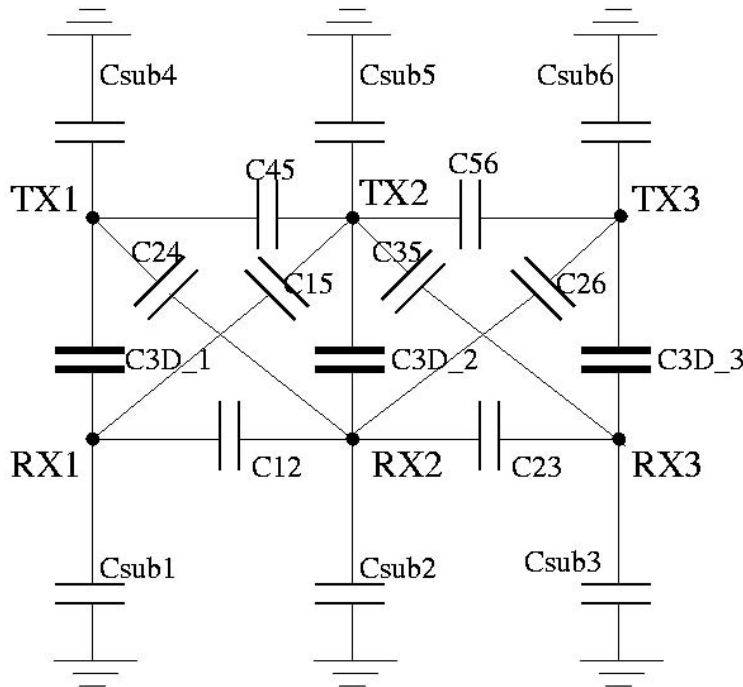 Csub4 Csub5 Csub6
C45 C56
TX1 TX2 TX3
C24 C15 C35 C26
C3D_1 C3D_2 C3D_3
RX1 C12 RX2 C23 RX3
Csub1 Csub2 Csub3